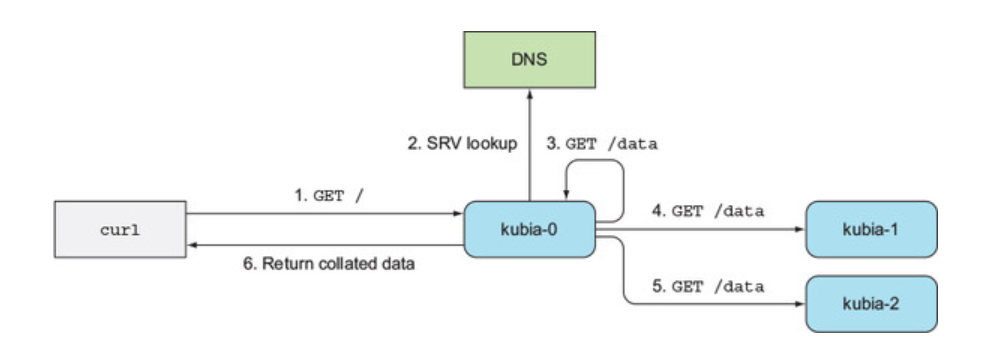 DNS
2. SRV lookup
3. GET /data
1. GET /
4. GET /data
curl
kubia-0
kubia-1
6. Return collated data
5. GET /data
kubia-2